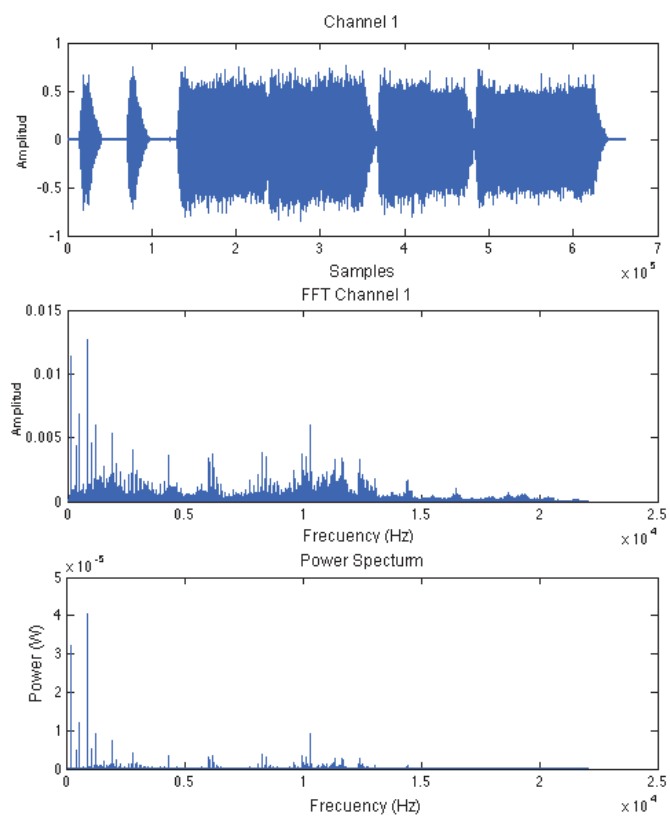 Channel 1
1
0.5
0
-0.5
-1
Amplitud
0 1 2 3 4 5 6 7
Samples
x 10^5
FFT Channel 1
0.015
0.01
0.005
0
Amplitud
0 0.5 1 1.5 2 2.5
Frecuency (Hz)
x 10^4
Power Specturm
x 10^-5
5
4
3
2
1
0
Power (W)
0 0.5 1 1.5 2 2.5
Frecuency (Hz)
x 10^4